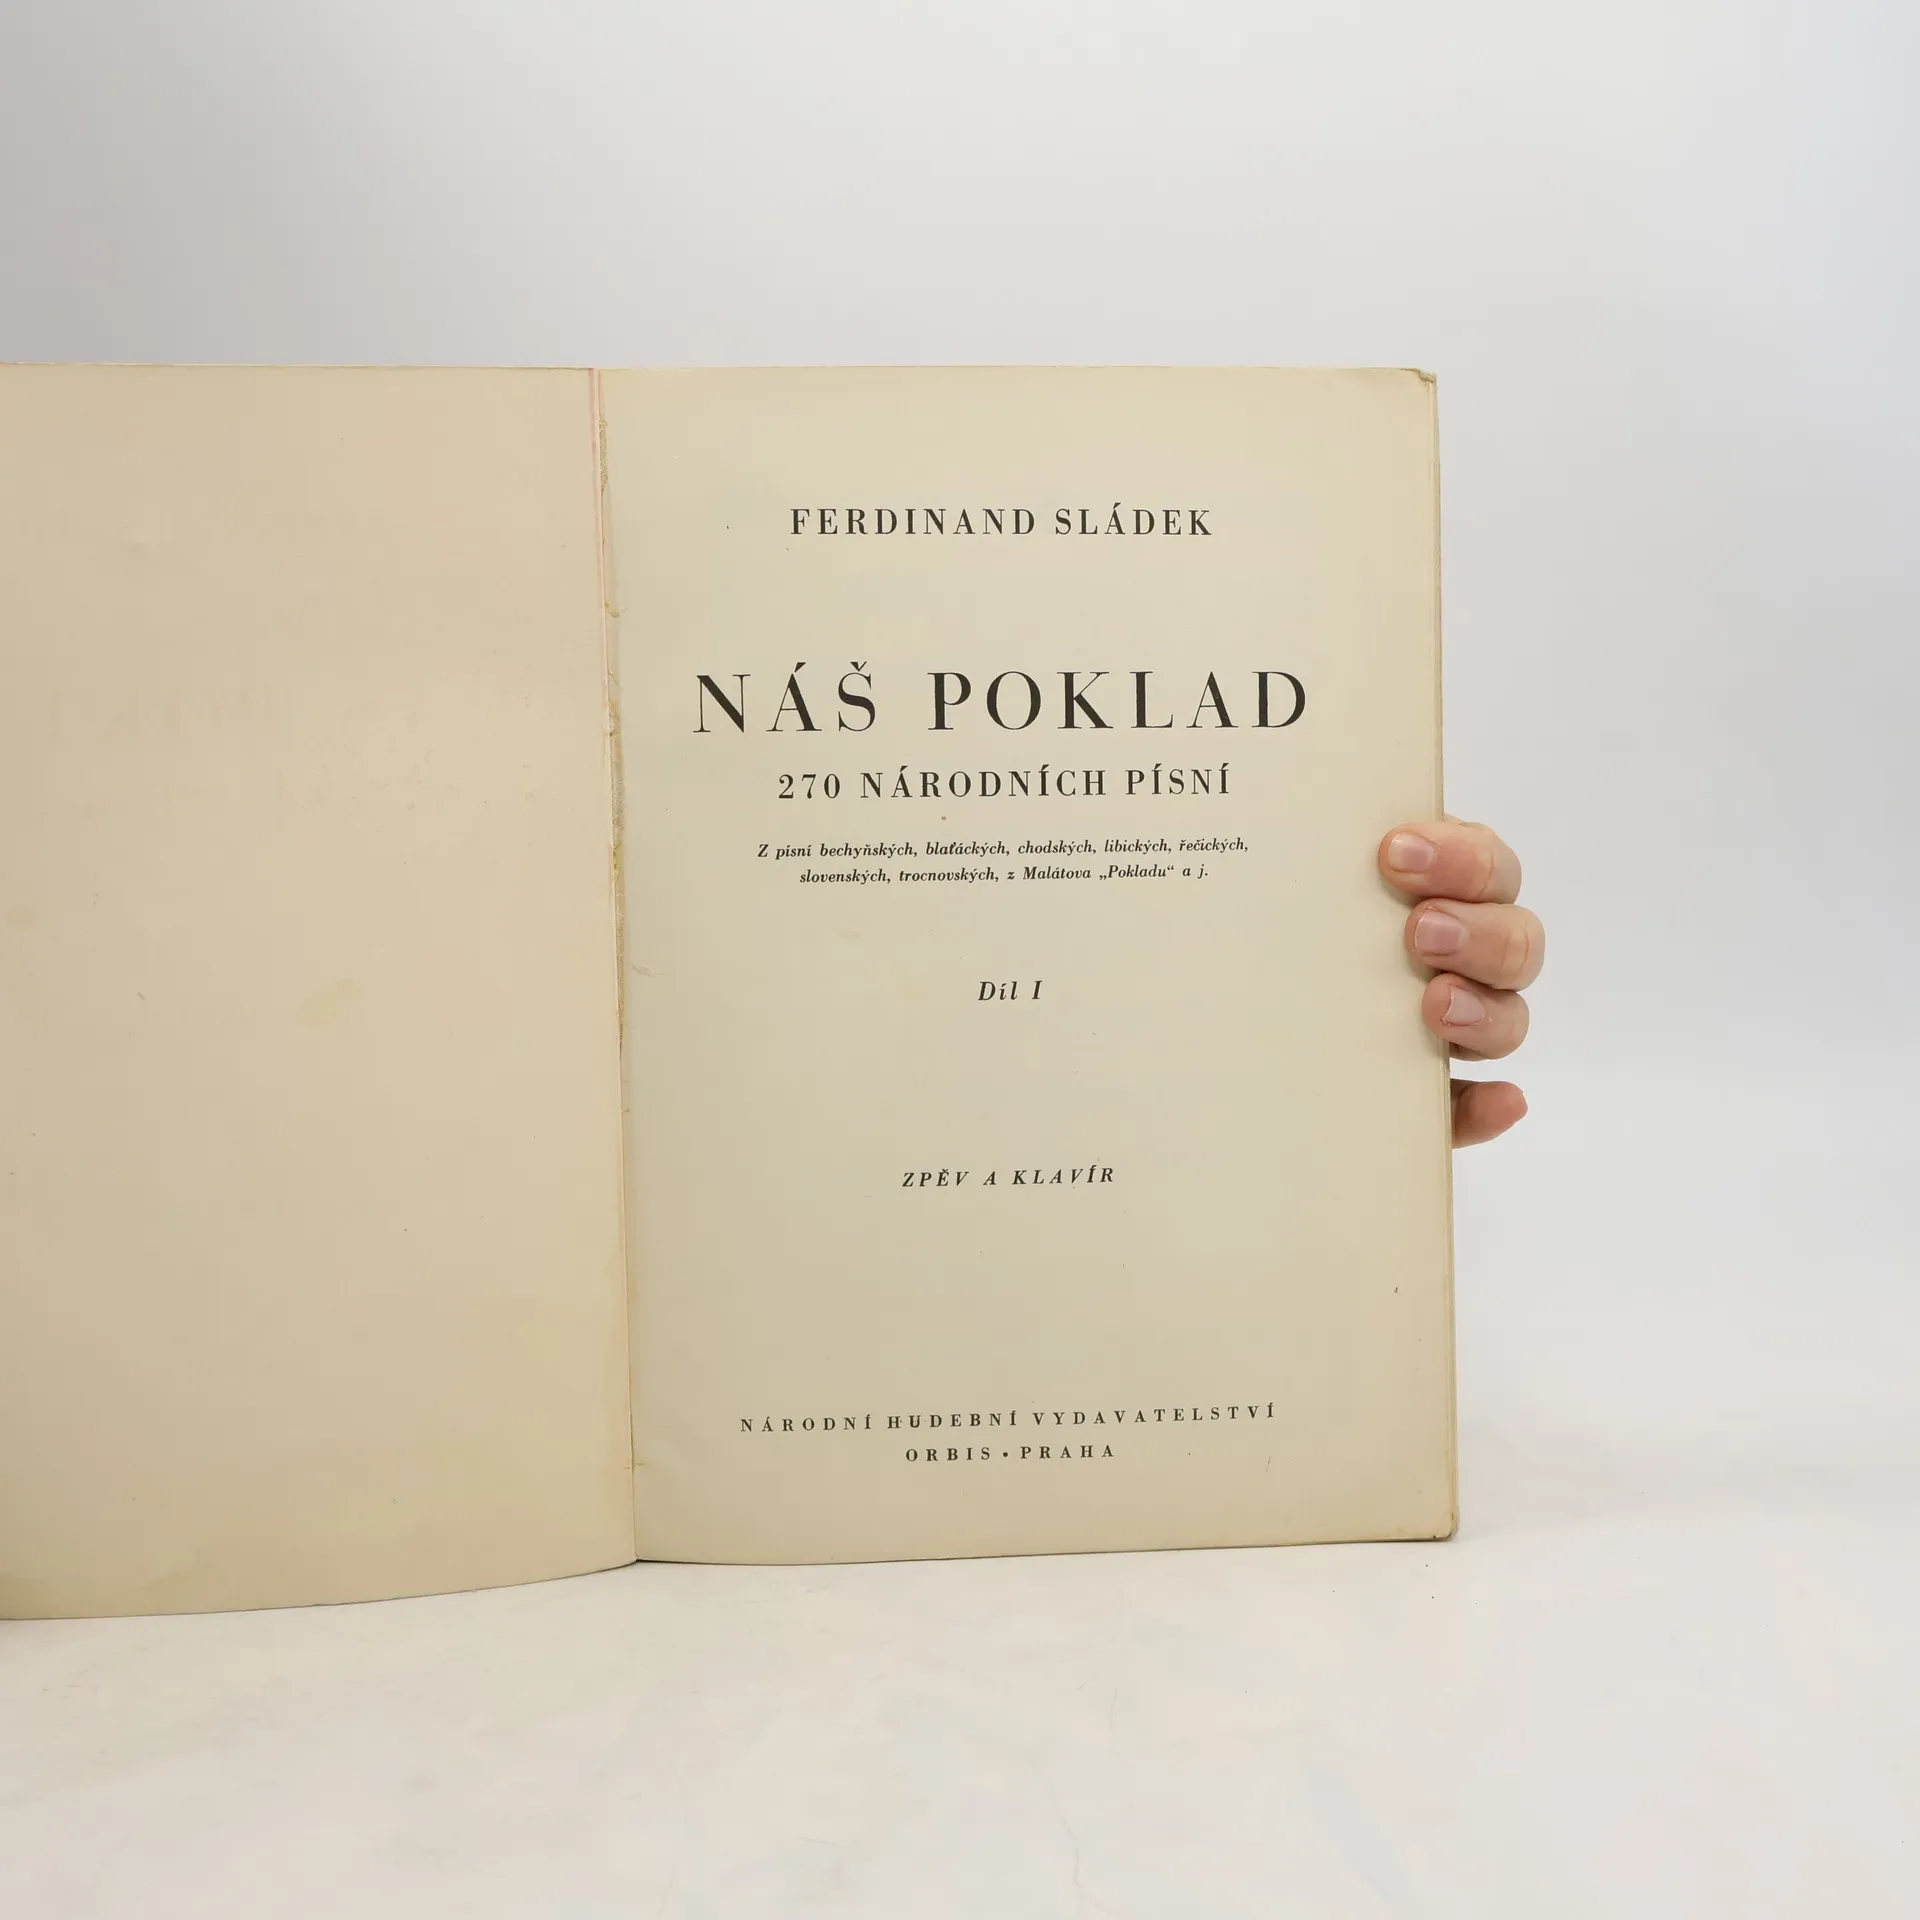 FERDINAND SLÁDEK
NÁŠ POKLAD
270 NÁRODNÍCH PÍSNÍ
Z písní bechyňských, blaťáckých, chodských, libických, řečických,
slovenských, trocnovských, z Malátova „Pokladu“ a j.
Díl I
ZPĚV A KLAVÍR
NÁRODNÍ HUDEBNÍ VYDAVATELSTVÍ
ORBIS • PRAHA